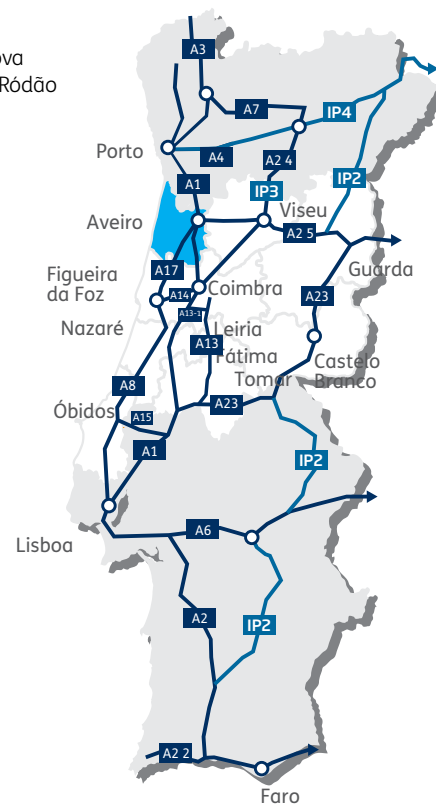 ova
Ródão
A3
A7
IP4
Porto
A4
A2 4
A1
IP3
IP2
Aveiro
Viseu
A2 5
A17
Guarda
Figueira
da Foz
A14
Coimbra
A23
A13-1
Nazaré
Leiria
A13
Fátima
Castelo
Branco
Tomar
A8
Óbidos
A15
A23
A1
IP2
Lisboa
A6
A2
IP2
A2 2
Faro